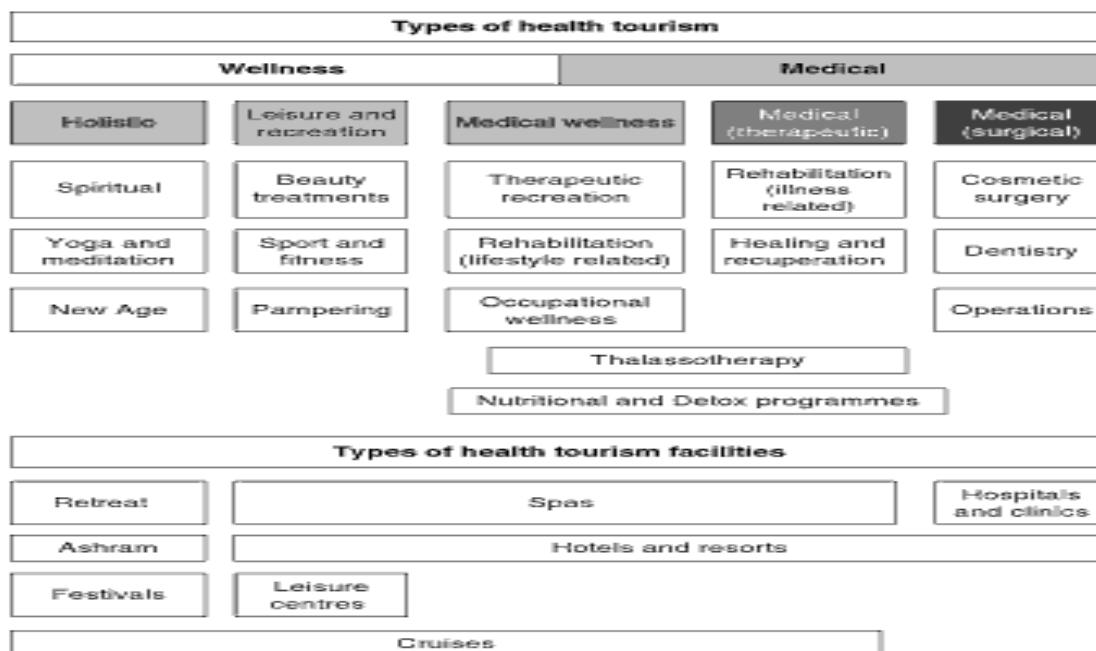 Types of health tourism
Wellness
Medical
Holistic
Leisure and
recreation
Medical wellness
Medical
(therapeutic)
Medical
(surgical)
Spiritual
Beauty
treatments
Therapeutic
recreation
Rehabilitation
(illness
related)
Cosmetic
surgery
Yoga and
meditation
Sport and
fitness
Rehabilitation
(lifestyle related)
Healing and
recuperation
Dentistry
New Age
Pampering
Occupational
wellness
Operations
Thalassotherapy
Nutritional and Detox programmes
Types of health tourism facilities
Retreat
Spas
Hospitals
and clinics
Ashram
Hotels and resorts
Festivals
Leisure
centres
Cruises